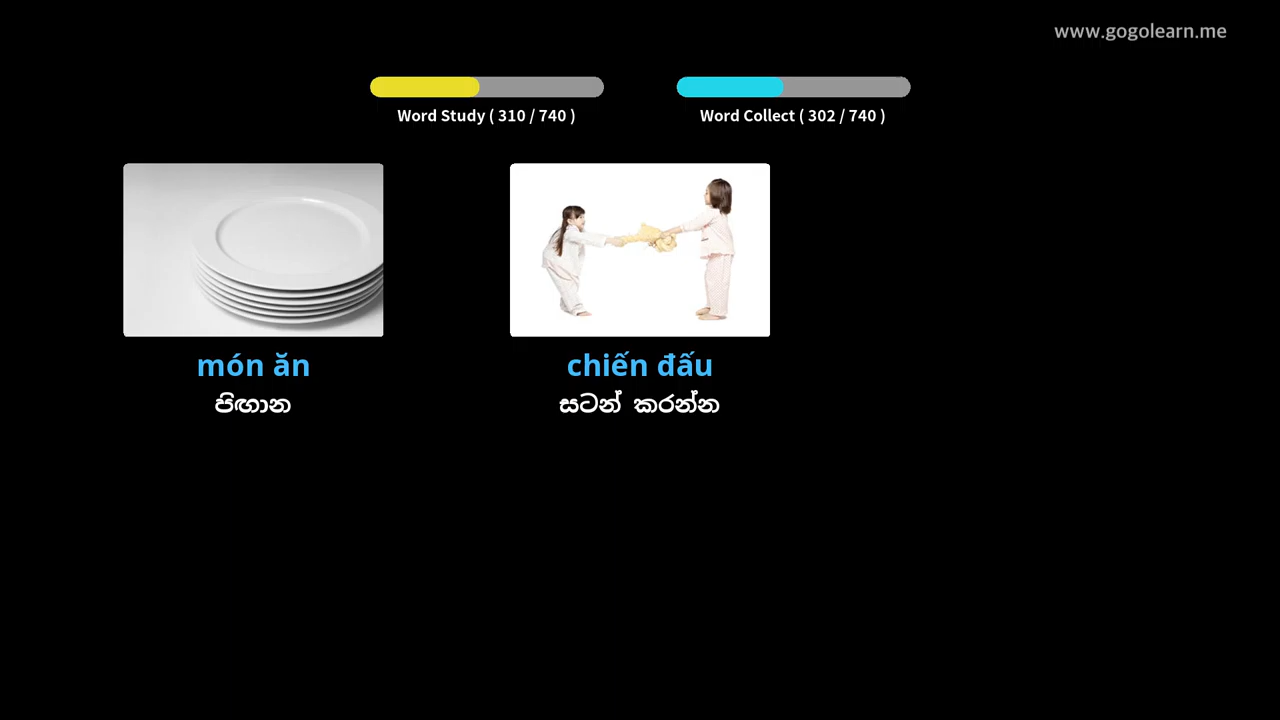 www.gogolearn.me
Word Study ( 310 / 740 )
Word Collect ( 302 / 740 )
món ăn
පිඟාන
chiến đấu
සටන් කරන්න